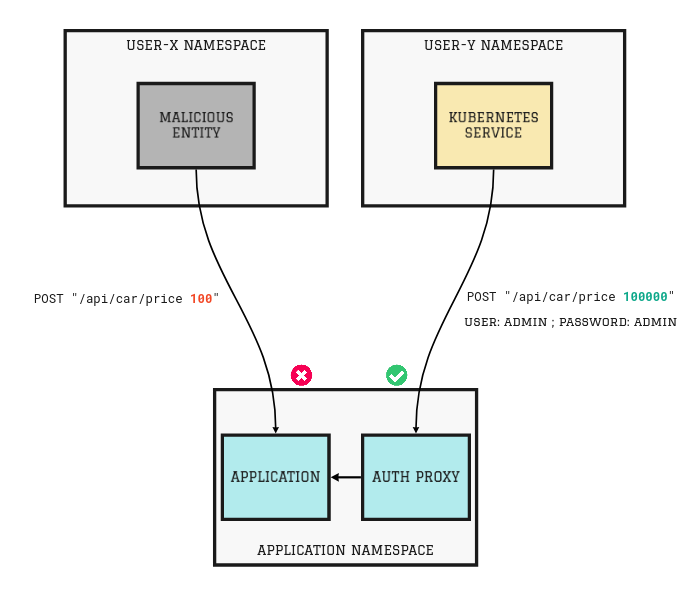 USER-X NAMESPACE
USER-Y NAMESPACE
MALICIOUS
ENTITY
KUBERNETES
SERVICE
POST "/api/car/price 100"
POST "/api/car/price 100000"
USER: ADMIN ; PASSWORD: ADMIN
APPLICATION
AUTH PROXY
APPLICATION NAMESPACE